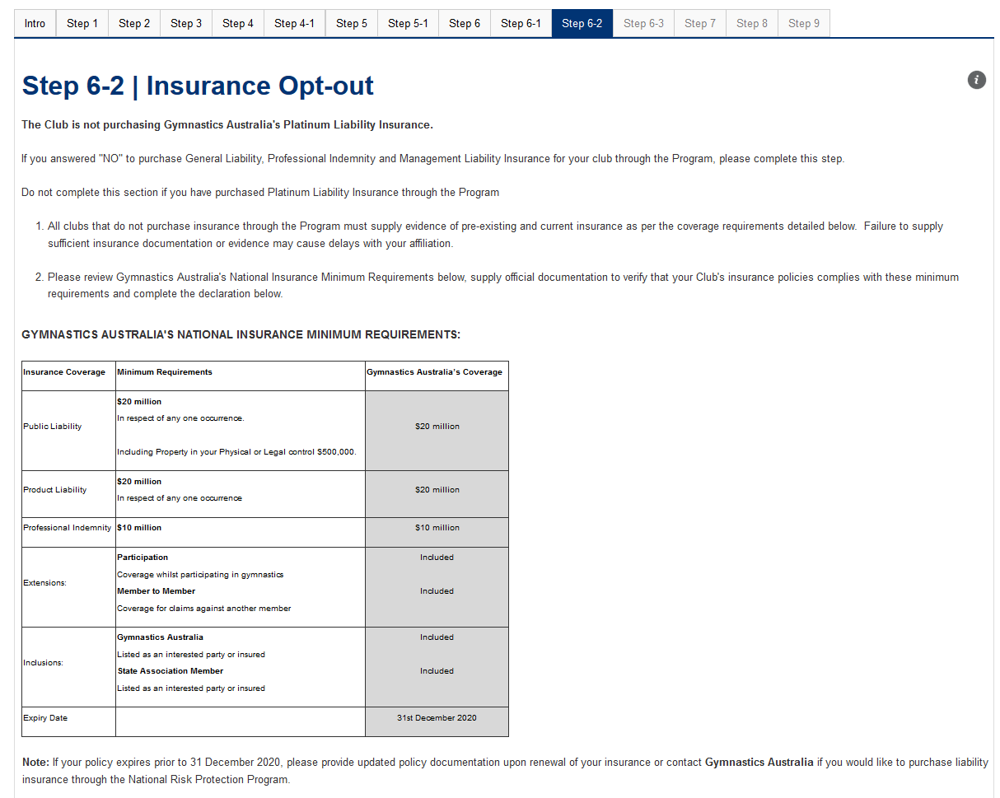 Intro Step 1 Step 2 Step 3 Step 4 Step 4-1 Step 5 Step 5-1 Step 6 Step 6-1 Step 6-2 Step 6-3 Step 7 Step 8 Step 9
Step 6-2 | Insurance Opt-out
i
The Club is not purchasing Gymnastics Australia's Platinum Liability Insurance.
If you answered "NO" to purchase General Liability, Professional Indemnity and Management Liability Insurance for your club through the Program, please complete this step.
Do not complete this section if you have purchased Platinum Liability Insurance through the Program
1. All clubs that do not purchase insurance through the Program must supply evidence of pre-existing and current insurance as per the coverage requirements detailed below. Failure to supply
sufficient insurance documentation or evidence may cause delays with your affiliation.
2. Please review Gymnastics Australia's National Insurance Minimum Requirements below, supply official documentation to verify that your Club's insurance policies complies with these minimum
requirements and complete the declaration below.
GYMNASTICS AUSTRALIA'S NATIONAL INSURANCE MINIMUM REQUIREMENTS:
Insurance Coverage Minimum Requirements Gymnastics Australia's Coverage
$20 million
In respect of any one occurrence.
Public Liability $20 million
Including Property in your Physical or Legal control $500,000.
$20 million
Product Liability $20 million
In respect of any one occurrence
Professional Indemnity $10 million $10 million
Participation Included
Coverage whilst participating in gymnastics
Extensions:
Member to Member Included
Coverage for claims against another member
Gymnastics Australia Included
Listed as an interested party or insured
Inclusions:
State Association Member Included
Listed as an interested party or insured
Expiry Date 31st December 2020
Note: If your policy expires prior to 31 December 2020, please provide updated policy documentation upon renewal of your insurance or contact Gymnastics Australia if you would like to purchase liability
insurance through the National Risk Protection Program.